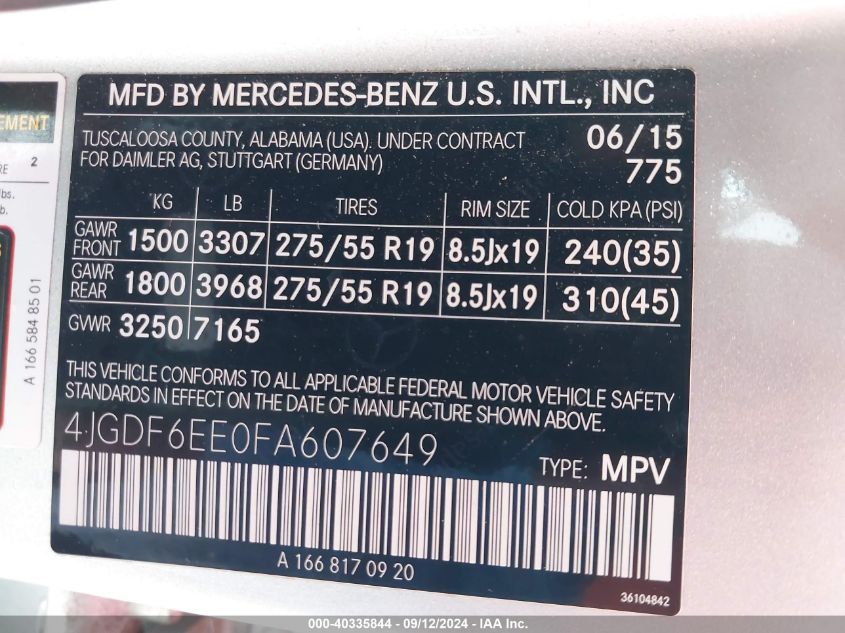 EMENT
RE 2
lbs.
b.
S
A 166 584 85 01
MFD BY MERCEDES-BENZ U.S. INTL., INC
TUSCALOOSA COUNTY, ALABAMA (USA). UNDER CONTRACT 06/15
FOR DAIMLER AG, STUTTGART (GERMANY) 775
KG LB TIRES RIM SIZE COLD KPA (PSI)
GAWR FRONT 1500 3307 275/55 R19 8.5Jx19 240(35)
GAWR REAR 1800 3968 275/55 R19 8.5Jx19 310(45)
GVWR 3250 7165
THIS VEHICLE CONFORMS TO ALL APPLICABLE FEDERAL MOTOR VEHICLE SAFETY
STANDARDS IN EFFECT ON THE DATE OF MANUFACTURE SHOWN ABOVE.
4JGDF6EE0FA607649
TYPE: MPV
A 166 817 09 20
36104842
000-40335844 - 09/12/2024 - IAA Inc.